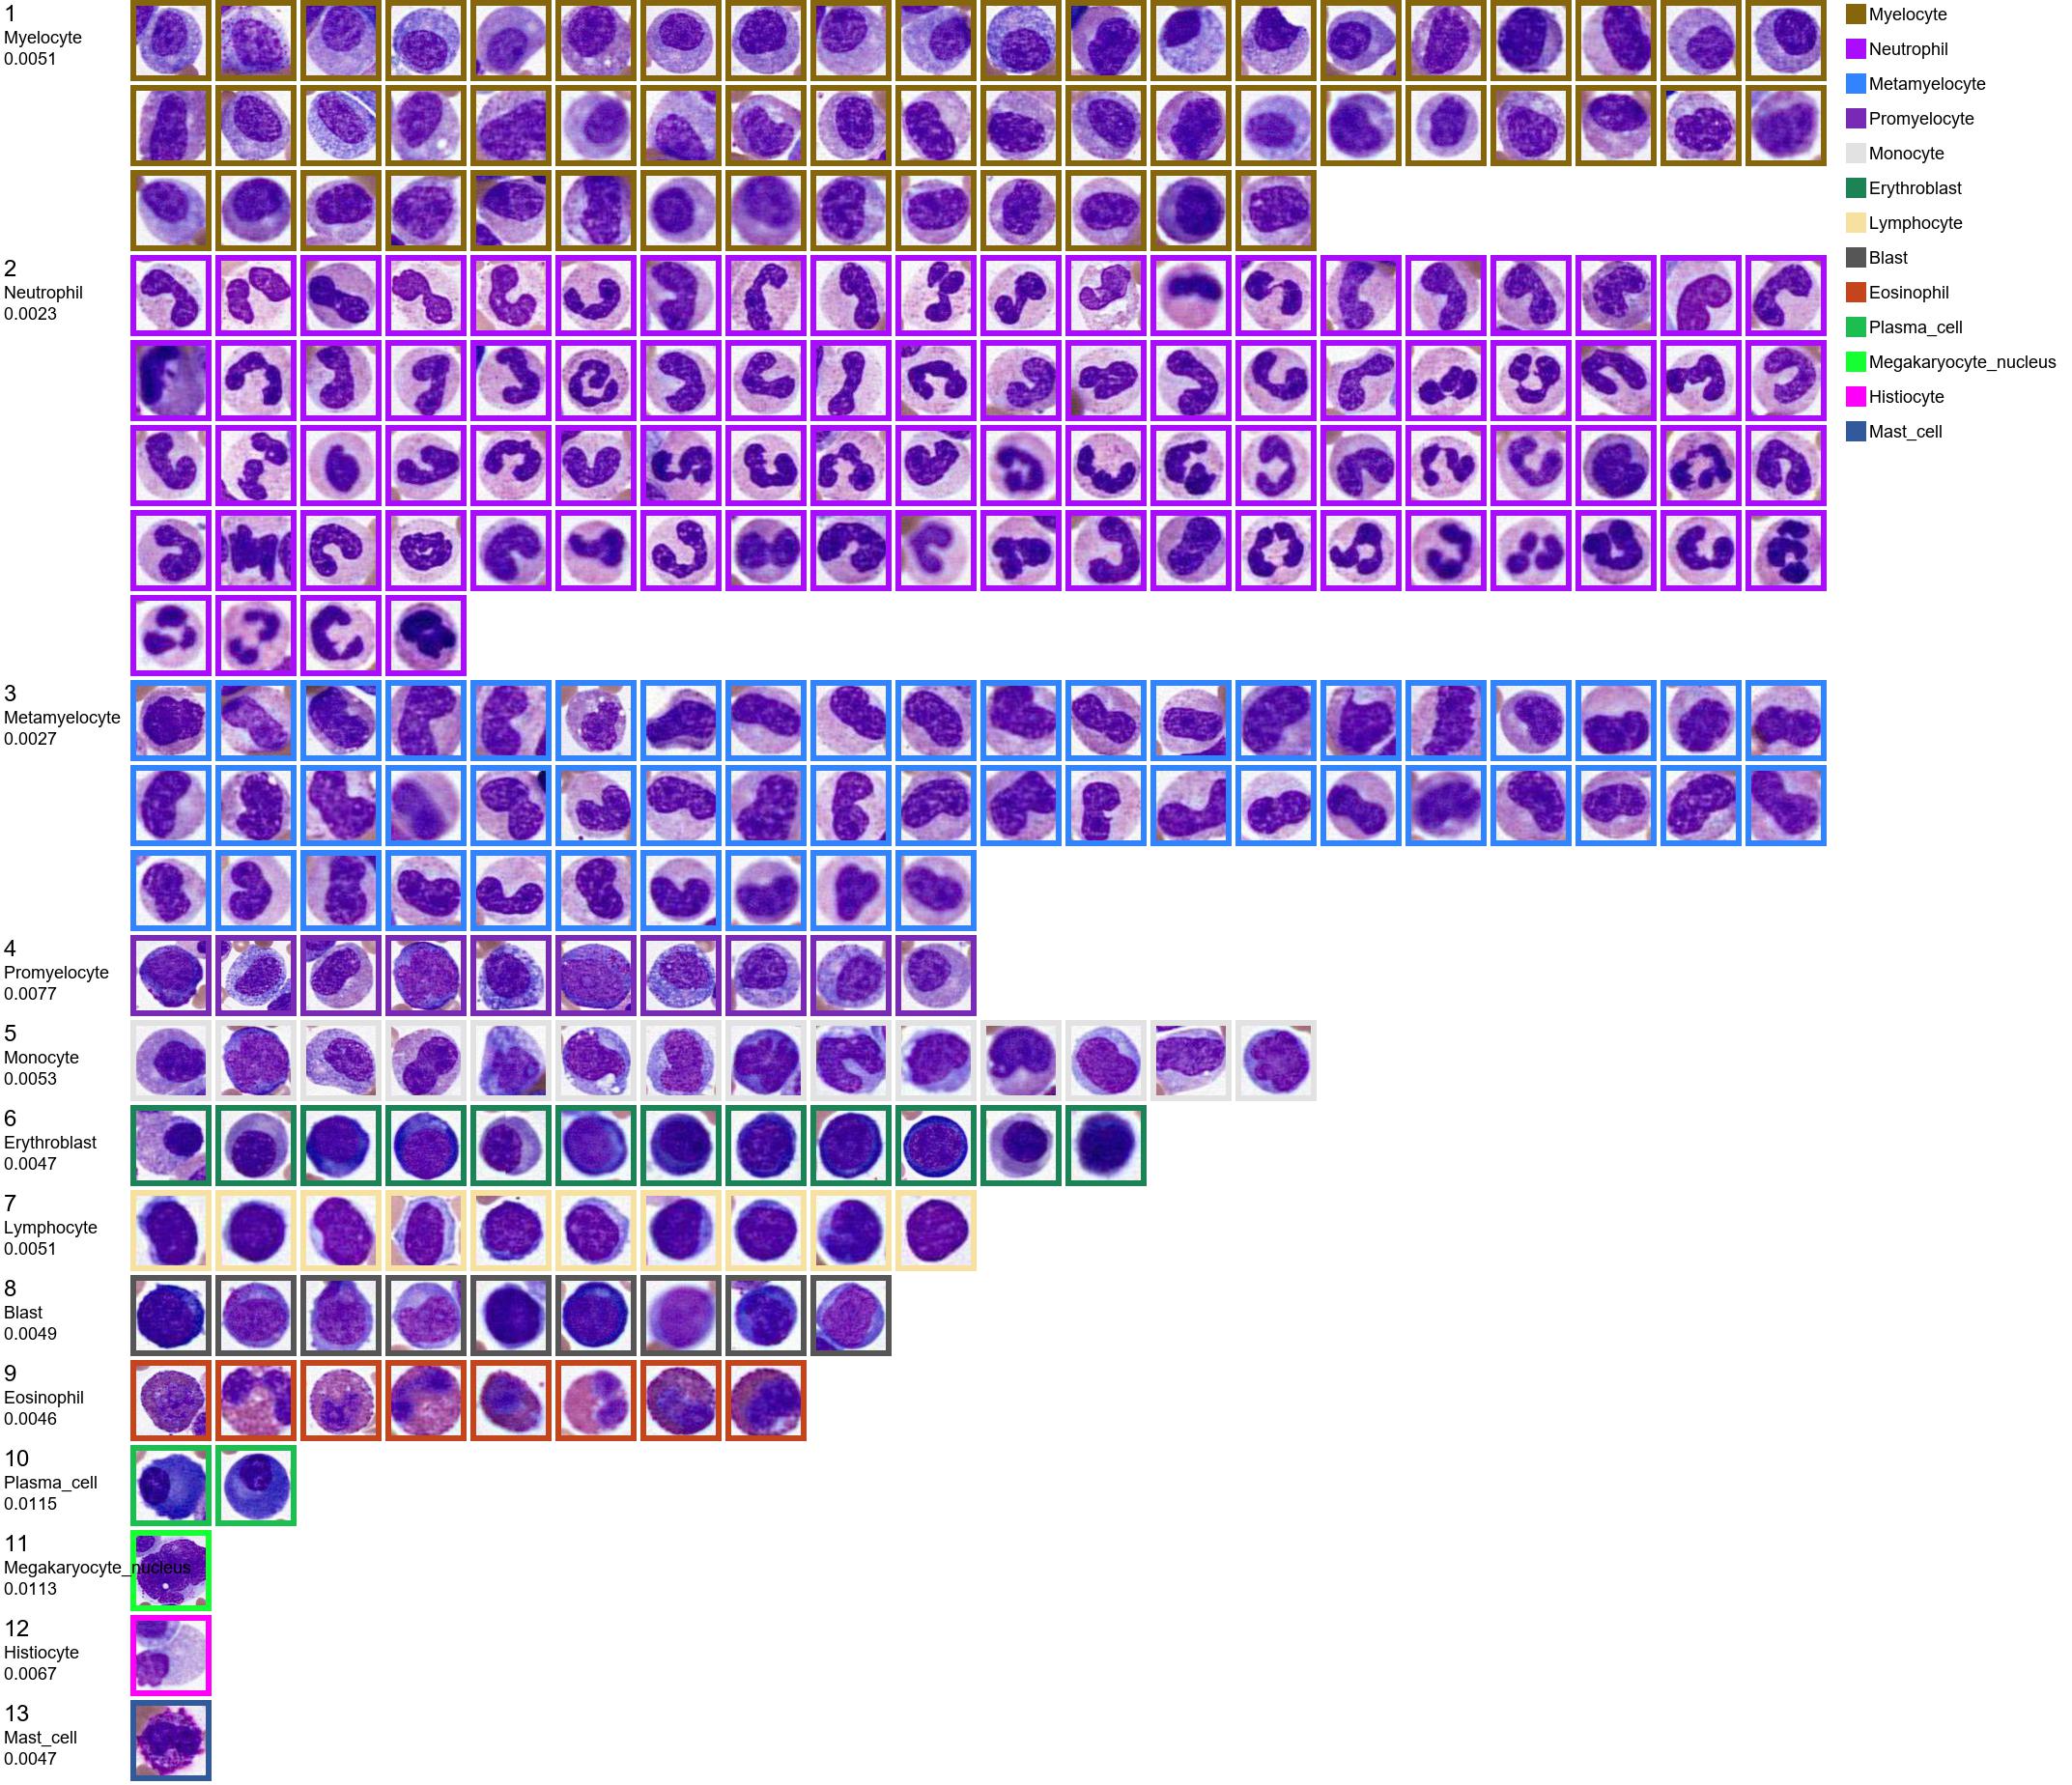 1
Myelocyte
0.0051
2
Neutrophil
0.0023
3
Metamyelocyte
0.0027
4
Promyelocyte
0.0077
5
Monocyte
0.0053
6
Erythroblast
0.0047
7
Lymphocyte
0.0051
8
Blast
0.0049
9
Eosinophil
0.0046
10
Plasma_cell
0.0115
11
Megakaryocyte_nucleus
0.0113
12
Histiocyte
0.0067
13
Mast_cell
0.0047
Myelocyte
Neutrophil
Metamyelocyte
Promyelocyte
Monocyte
Erythroblast
Lymphocyte
Blast
Eosinophil
Plasma_cell
Megakaryocyte_nucleus
Histiocyte
Mast_cell